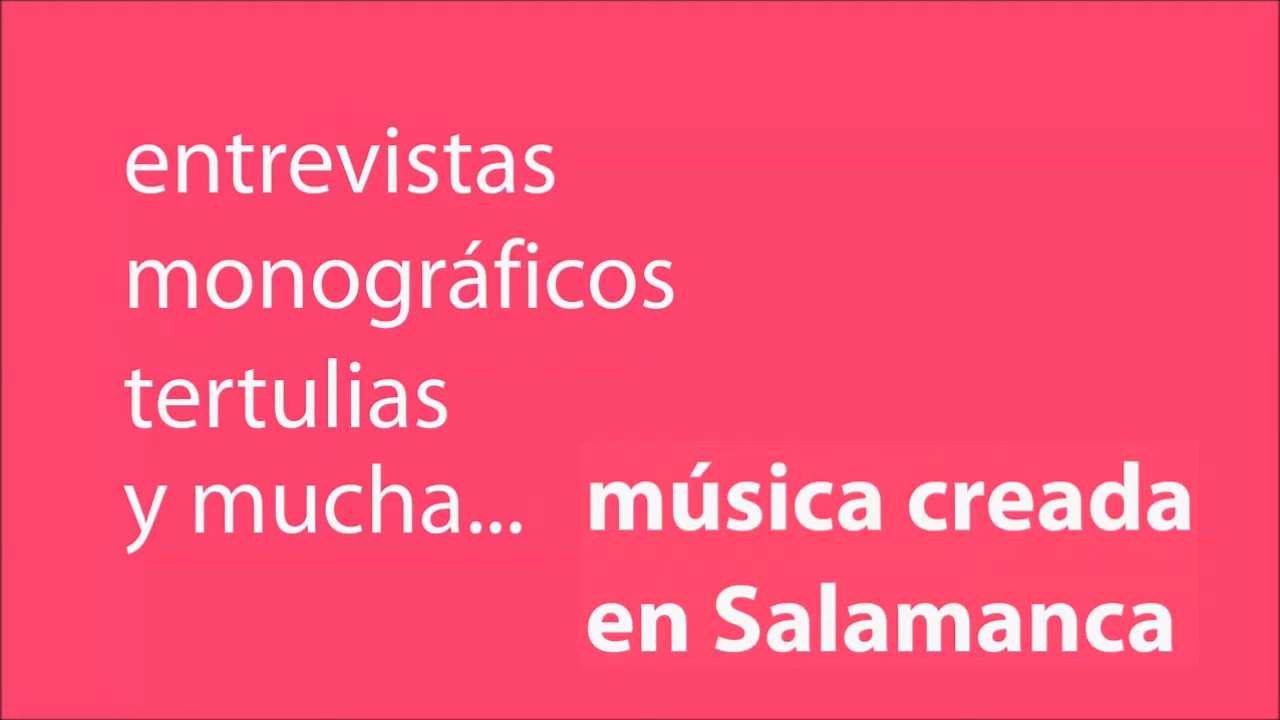 entrevistas
monográficos
tertulias
y mucha...
música creada
en Salamanca